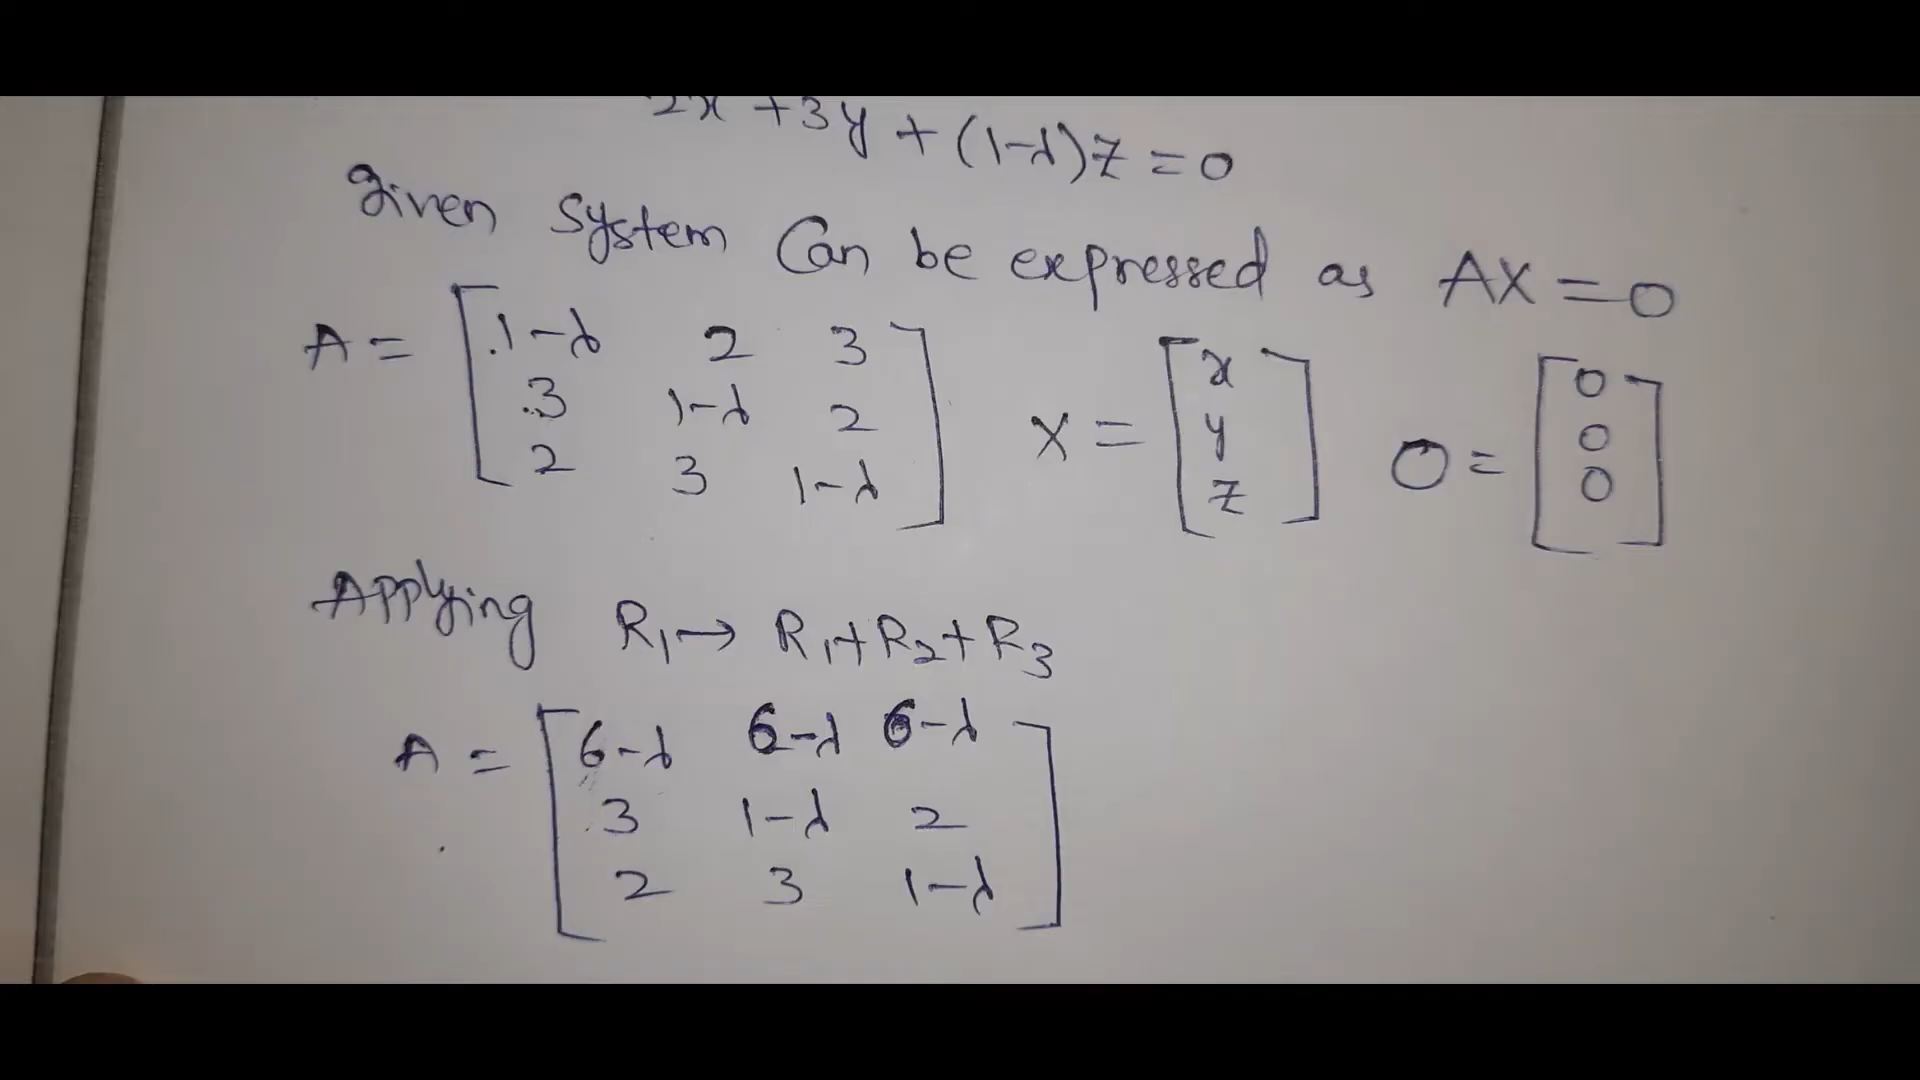 2x + 3y + (1-λ)z = 0
Given System Can be expressed as AX = 0
A = [1-λ 2 3
3 1-λ 2
2 3 1-λ] X = [x
y
z] O = [0
0
0]
Applying R₁ → R₁ + R₂ + R₃
A = [6-λ 6-λ 6-λ
3 1-λ 2
2 3 1-λ]